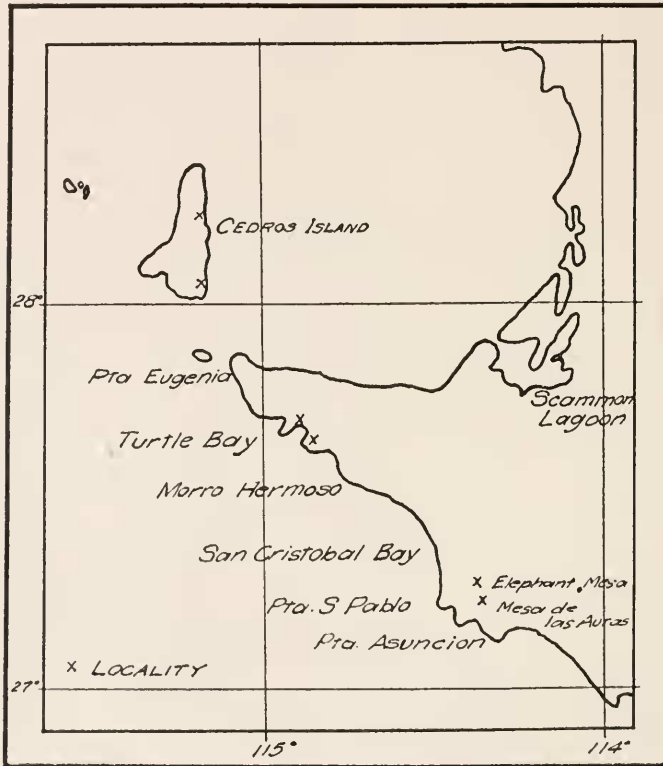 CEDROS ISLAND
28°
Pta Eugenia
Scammon
Lagoon
Turtle Bay
Morro Hermoso
San Cristobal Bay
x Elephant Mesa
Pta. S Pablo
x Mesa de
las Auras
Pta. Asuncion
x LOCALITY
27°
115°
114°